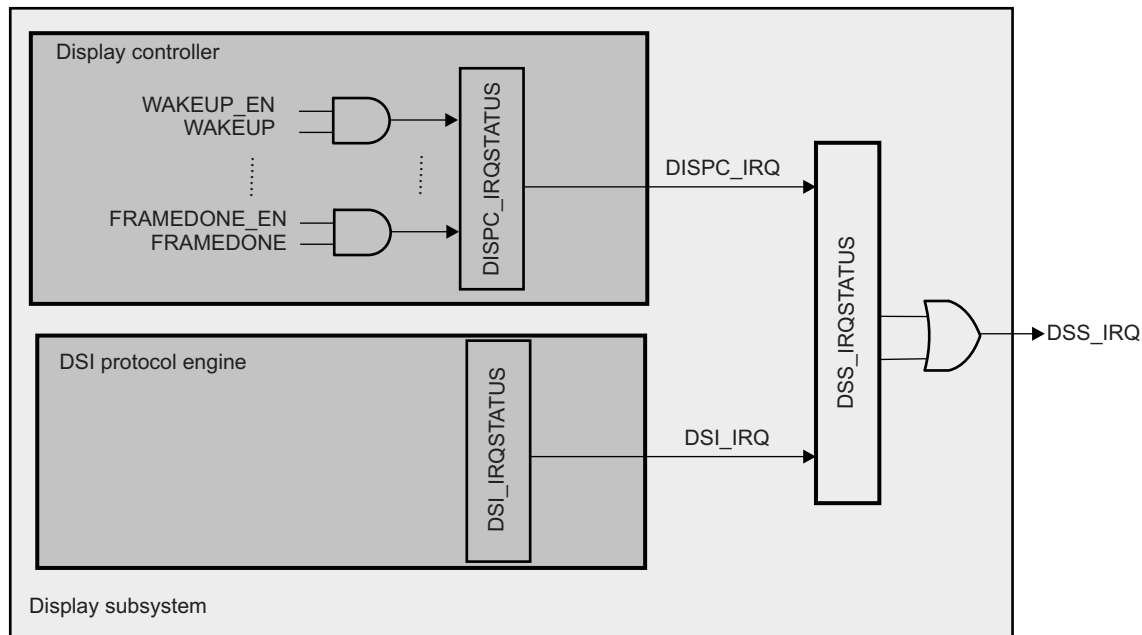 Display controller
WAKEUP_EN
WAKEUP
FRAMEDONE_EN
FRAMEDONE
DISPC_IRQSTATUS
DISPC_IRQ
DSS_IRQSTATUS
DSS_IRQ
DSI protocol engine
DSI_IRQSTATUS
DSI_IRQ
Display subsystem